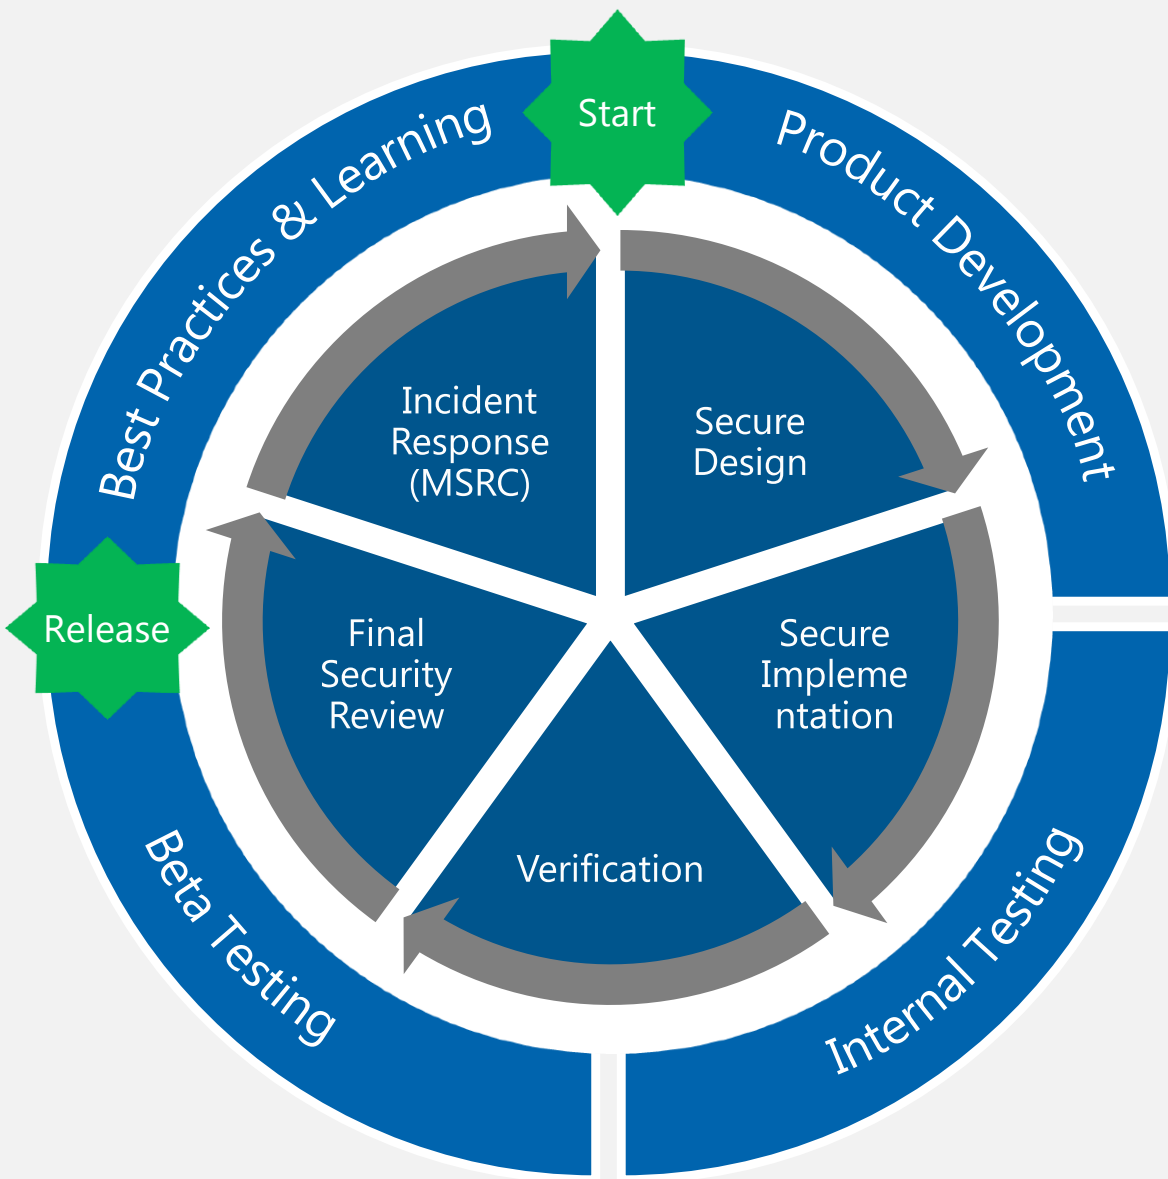 Start
Best Practices & Learning
Product Development
Incident
Response
(MSRC)
Secure
Design
Release
Final
Security
Review
Secure
Impleme
ntation
Verification
Beta Testing
Internal Testing